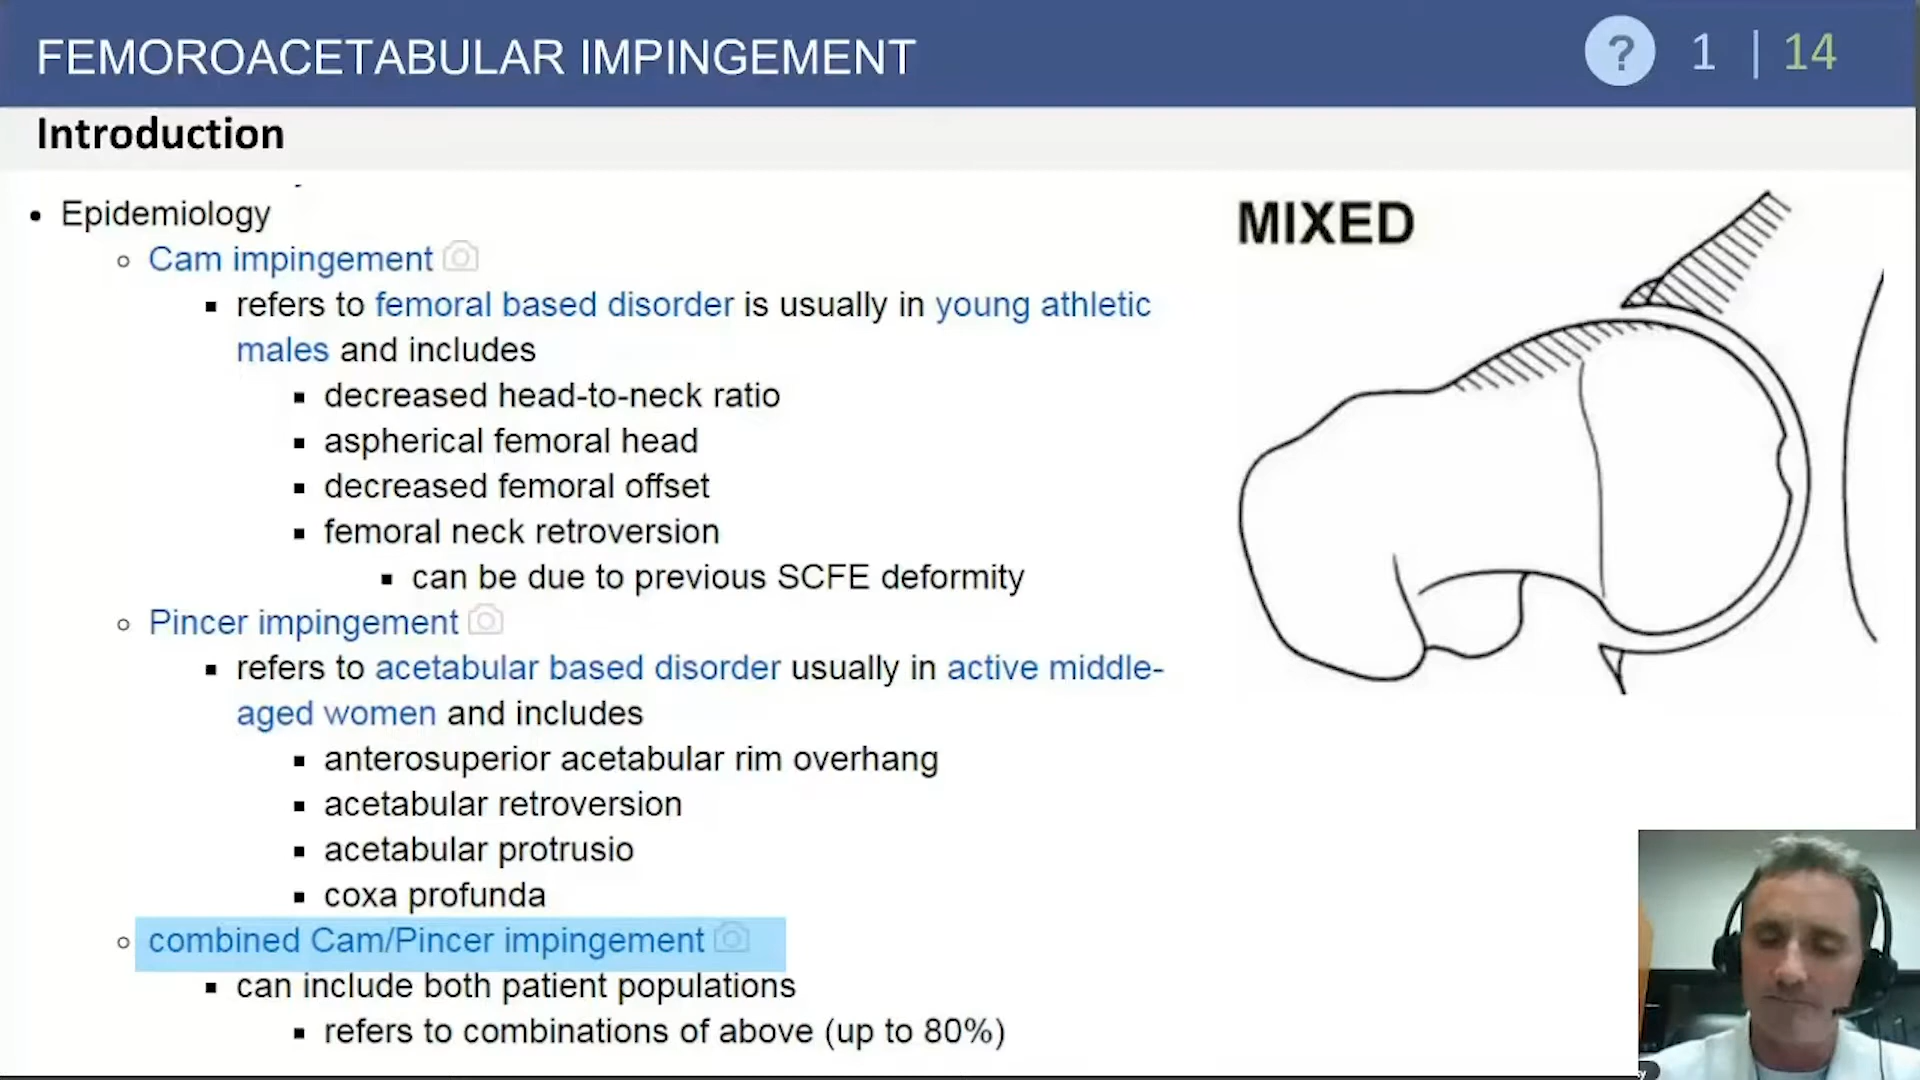 FEMOROACETABULAR IMPINGEMENT
? 1 | 14
Introduction
• Epidemiology
Cam impingement
refers to femoral based disorder is usually in young athletic
males and includes
decreased head-to-neck ratio
aspherical femoral head
decreased femoral offset
femoral neck retroversion
can be due to previous SCFE deformity
Pincer impingement
refers to acetabular based disorder usually in active middle-
aged women and includes
anterosuperior acetabular rim overhang
acetabular retroversion
acetabular protrusio
coxa profunda
combined Cam/Pincer impingement
can include both patient populations
refers to combinations of above (up to 80%)
MIXED